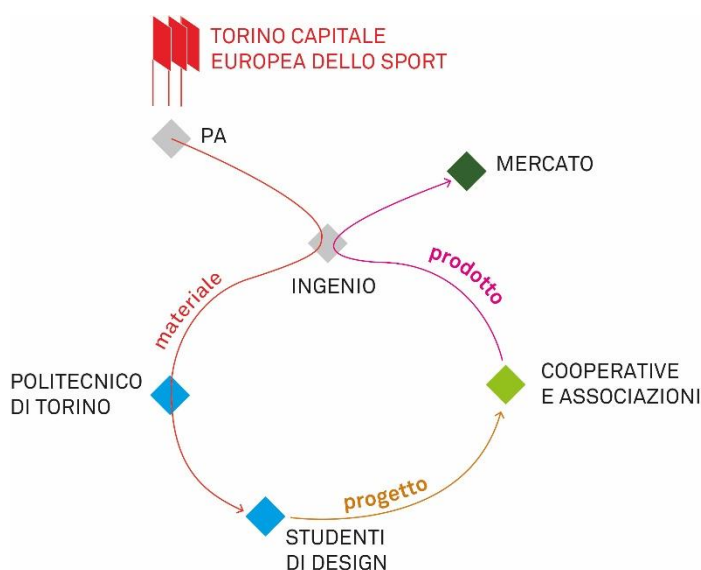 TORINO CAPITALE
EUROPEA DELLO SPORT
PA
MERCATO
prodotto
INGENIO
materiale
POLITECNICO
DI TORINO
COOPERATIVE
E ASSOCIAZIONI
progetto
STUDENTI
DI DESIGN